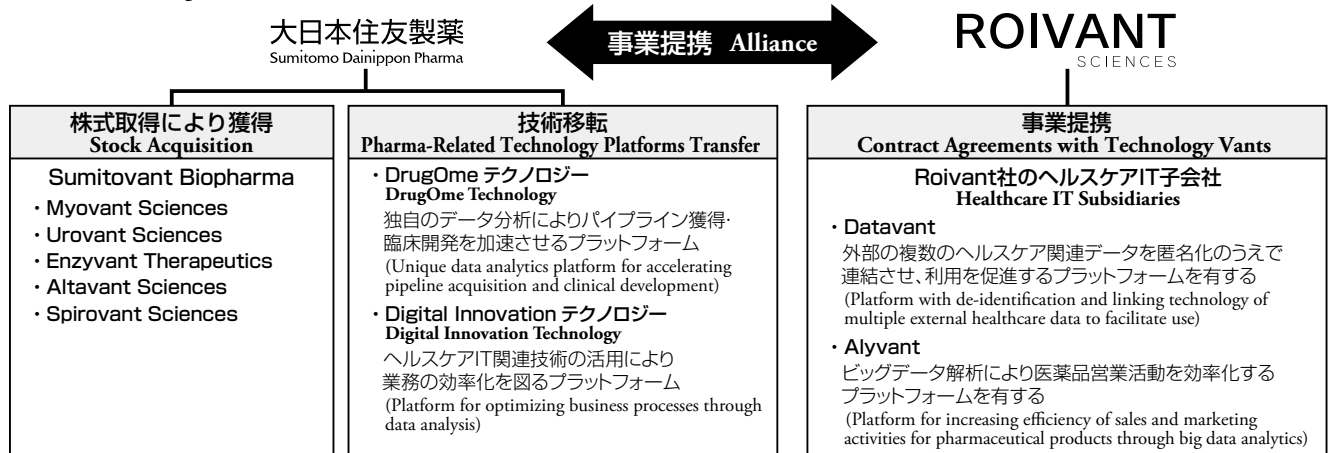 大日本住友製薬
Sumitomo Dainippon Pharma
事業提携 Alliance
ROIVANT
SCIENCES
株式取得により獲得
Stock Acquisition
Sumitovant Biopharma
・Myovant Sciences
・Urovant Sciences
・Enzyvant Therapeutics
・Altavant Sciences
・Spirovant Sciences
技術移転
Pharma-Related Technology Platforms Transfer
・DrugOme テクノロジー
DrugOme Technology
独自のデータ分析によりパイプライン獲得・
臨床開発を加速させるプラットフォーム
(Unique data analytics platform for accelerating
pipeline acquisition and clinical development)
・Digital Innovation テクノロジー
Digital Innovation Technology
ヘルスケアIT関連技術の活用により
業務の効率化を図るプラットフォーム
(Platform for optimizing business processes through
data analysis)
事業提携
Contract Agreements with Technology Vants
Roivant社のヘルスケアIT子会社
Healthcare IT Subsidiaries
・Datavant
外部の複数のヘルスケア関連データを匿名化のうえで
連結させ、利用を促進するプラットフォームを有する
(Platform with de-identification and linking technology of
multiple external healthcare data to facilitate use)
・Alyvant
ビッグデータ解析により医薬品営業活動を効率化する
プラットフォームを有する
(Platform for increasing efficiency of sales and marketing
activities for pharmaceutical products through big data analytics)